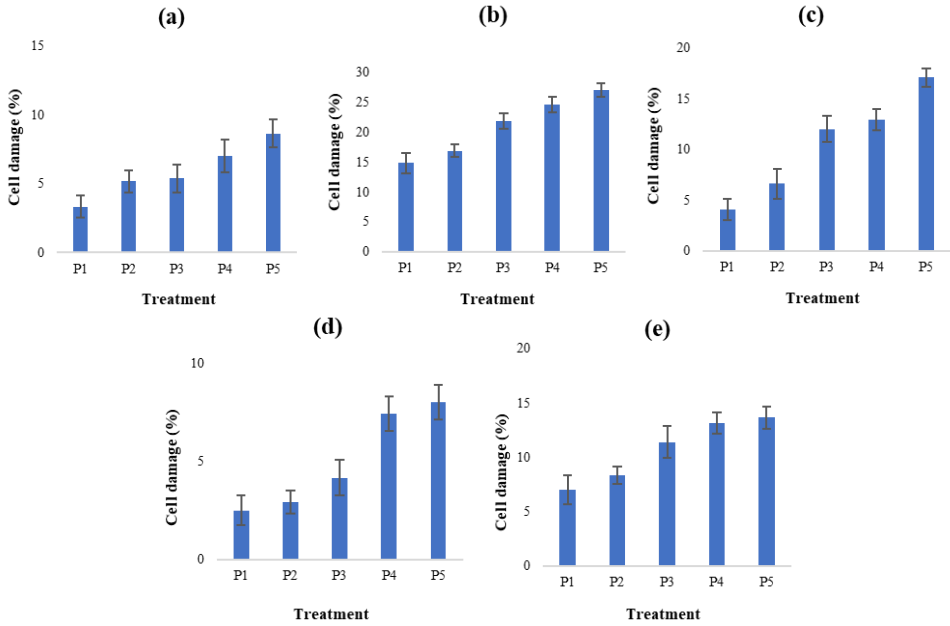 (a)
15
10
5
0
Cell damage (%)
P1 P2 P3 P4 P5
Treatment
(b)
30
25
20
15
10
5
0
Cell damage (%)
P1 P2 P3 P4 P5
Treatment
(c)
20
15
10
5
0
Cell damage (%)
P1 P2 P3 P4 P5
Treatment
(d)
10
5
0
Cell damage (%)
P1 P2 P3 P4 P5
Treatment
(e)
20
15
10
5
0
Cell damage (%)
P1 P2 P3 P4 P5
Treatment